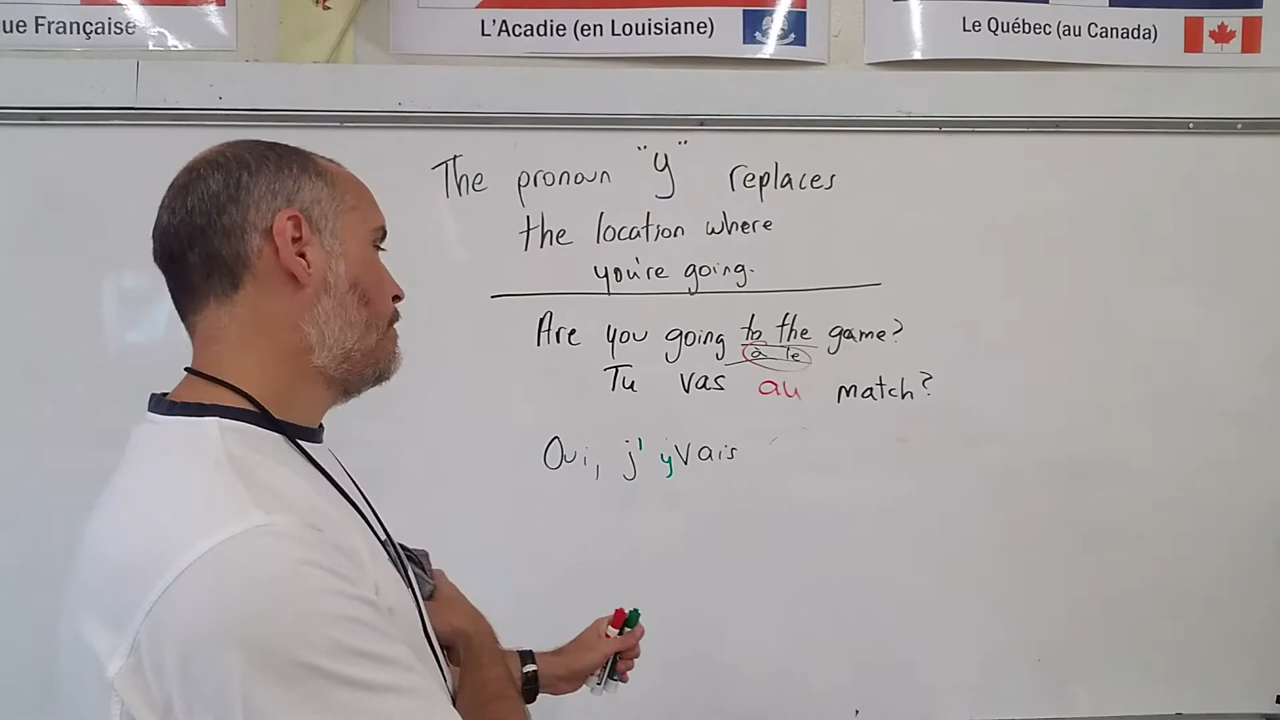 ue Française
L'Acadie (en Louisiane)
Le Québec (au Canada)
The pronoun "y" replaces
the location where
you're going.
Are you going to the game?
à le
Tu vas au match?
Oui, j' y vais